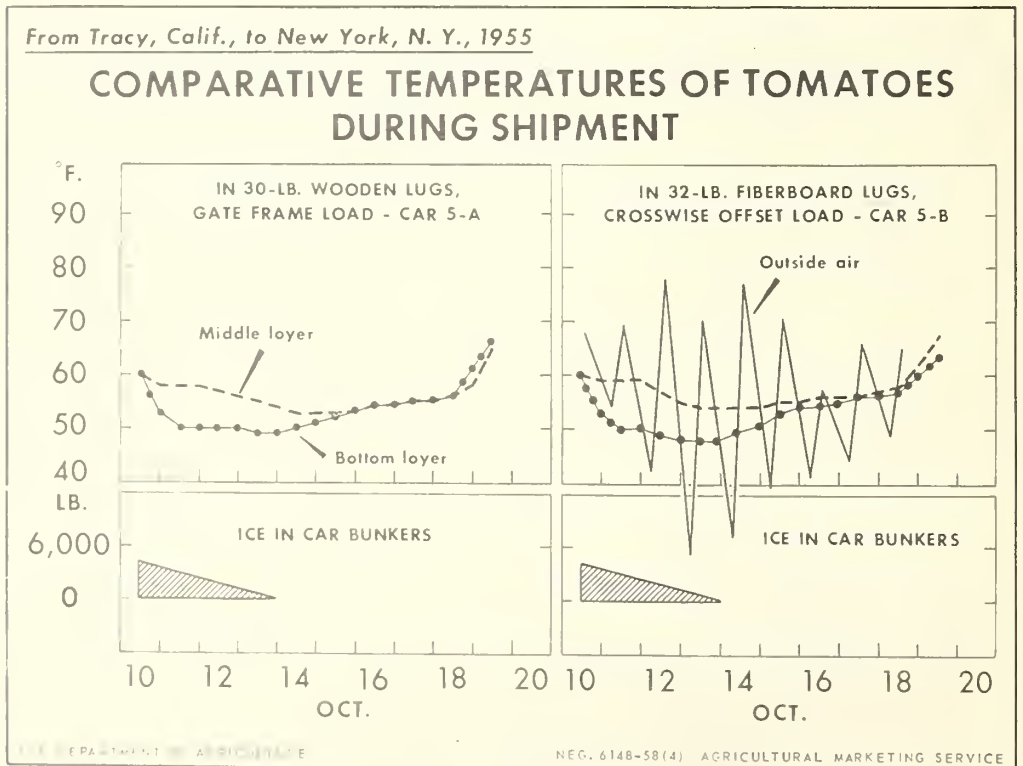 From Tracy, Calif., to New York, N. Y., 1955
COMPARATIVE TEMPERATURES OF TOMATOES
DURING SHIPMENT
°F.
90
80
70
60
50
40
IN 30-LB. WOODEN LUGS,
GATE FRAME LOAD - CAR 5-A
Middle loyer
Bottom loyer
IN 32-LB. FIBERBOARD LUGS,
CROSSWISE OFFSET LOAD - CAR 5-B
Outside air
LB.
6,000
0
ICE IN CAR BUNKERS
ICE IN CAR BUNKERS
10 12 14 16 18 20
OCT.
10 12 14 16 18 20
OCT.
NEG. 6148-58(4) AGRICULTURAL MARKETING SERVICE